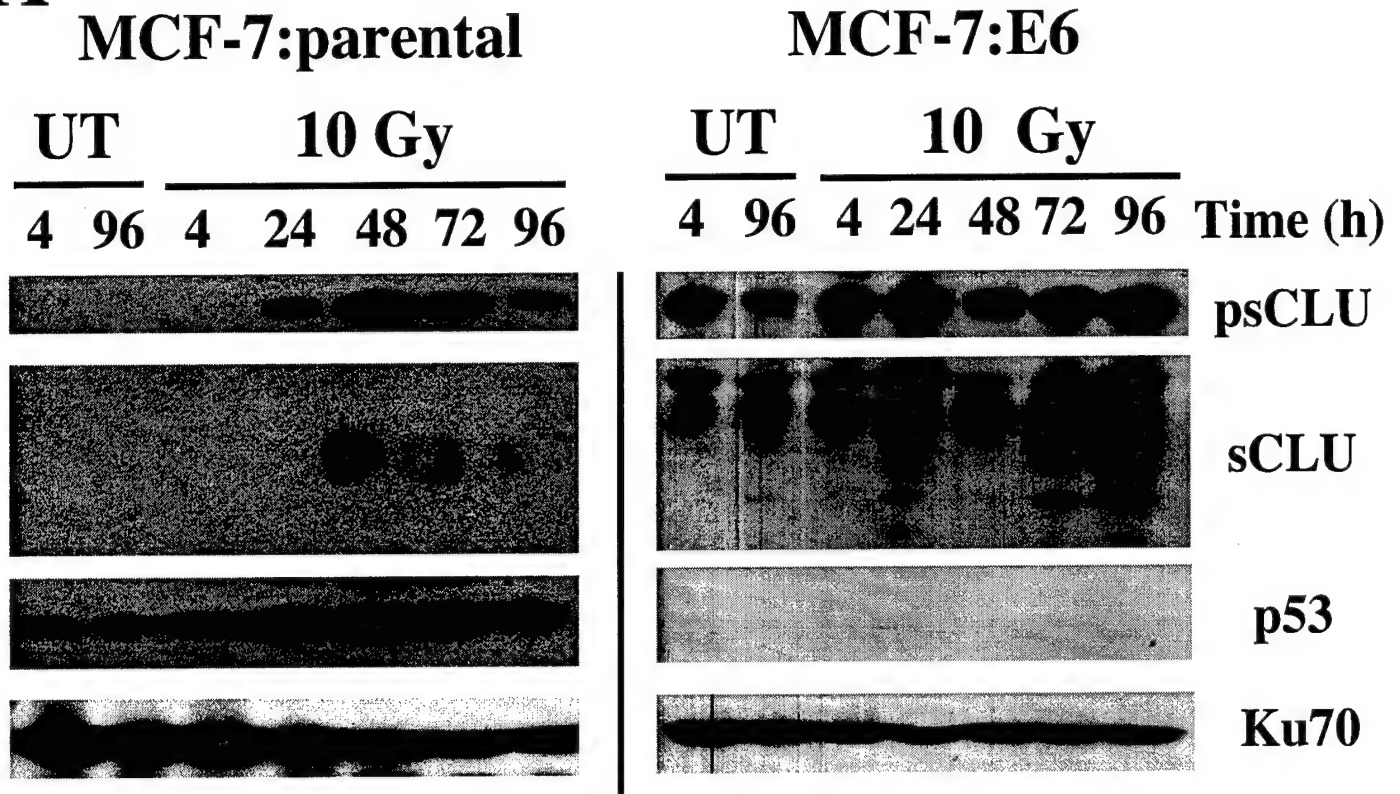 MCF-7:parental MCF-7:E6
UT 10 Gy UT 10 Gy
4 96 4 24 48 72 96 4 96 4 24 48 72 96 Time (h)
psCLU
sCLU
p53
Ku70